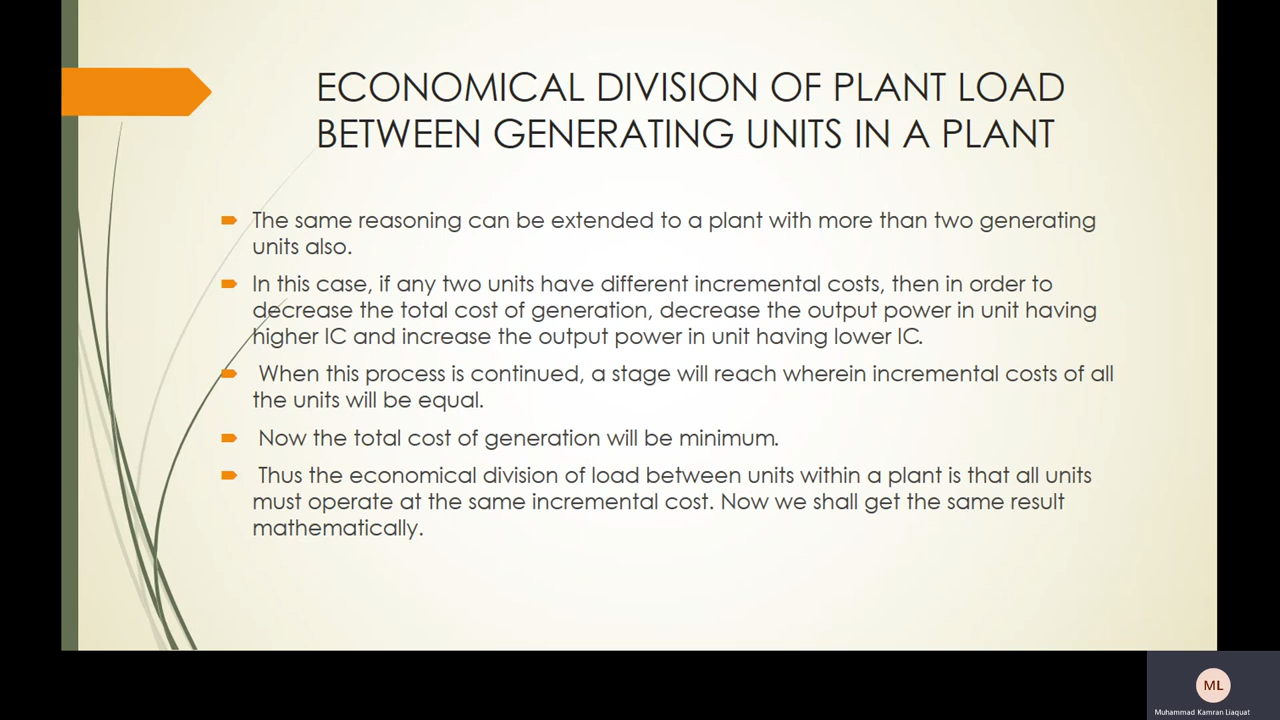 ECONOMICAL DIVISION OF PLANT LOAD
BETWEEN GENERATING UNITS IN A PLANT
The same reasoning can be extended to a plant with more than two generating
units also.
In this case, if any two units have different incremental costs, then in order to
decrease the total cost of generation, decrease the output power in unit having
higher IC and increase the output power in unit having lower IC.
When this process is continued, a stage will reach wherein incremental costs of all
the units will be equal.
Now the total cost of generation will be minimum.
Thus the economical division of load between units within a plant is that all units
must operate at the same incremental cost. Now we shall get the same result
mathematically.
ML
Muhammad Kamran Liaquat